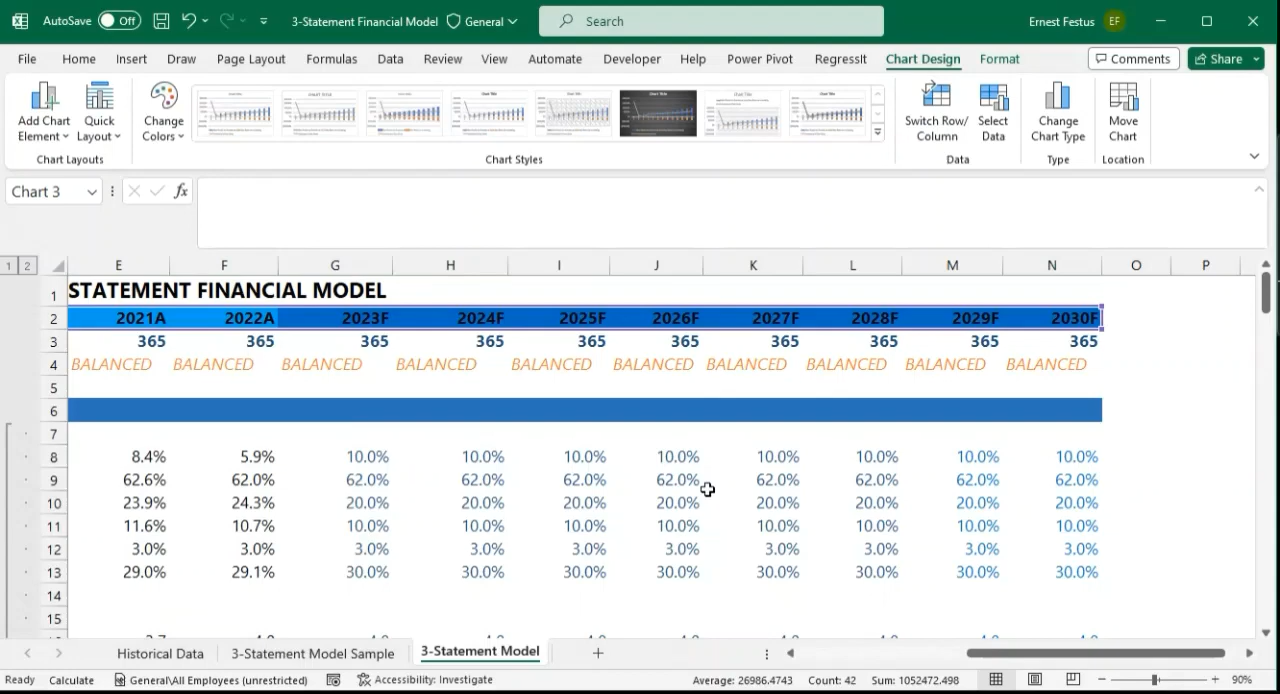 AutoSave Off 3-Statement Financial Model General Search Ernest Festus EF
File Home Insert Draw Page Layout Formulas Data Review View Automate Developer Help Power Pivot RegressIt Chart Design Format Comments Share
Add Chart Element
Quick Layout
Change Colors
Switch Row/ Column
Select Data
Change Chart Type
Move Chart
Chart Layouts Chart Styles Data Type Location
Chart 3 fx
1 2 E F G H I J K L M N O P
1 STATEMENT FINANCIAL MODEL
2 2021A 2022A 2023F 2024F 2025F 2026F 2027F 2028F 2029F 2030F
3 365 365 365 365 365 365 365 365 365 365
4 BALANCED BALANCED BALANCED BALANCED BALANCED BALANCED BALANCED BALANCED BALANCED BALANCED
5
6
7
8 8.4% 5.9% 10.0% 10.0% 10.0% 10.0% 10.0% 10.0% 10.0% 10.0%
9 62.6% 62.0% 62.0% 62.0% 62.0% 62.0% 62.0% 62.0% 62.0% 62.0%
10 23.9% 24.3% 20.0% 20.0% 20.0% 20.0% 20.0% 20.0% 20.0% 20.0%
11 11.6% 10.7% 10.0% 10.0% 10.0% 10.0% 10.0% 10.0% 10.0% 10.0%
12 3.0% 3.0% 3.0% 3.0% 3.0% 3.0% 3.0% 3.0% 3.0% 3.0%
13 29.0% 29.1% 30.0% 30.0% 30.0% 30.0% 30.0% 30.0% 30.0% 30.0%
14
15
Historical Data 3-Statement Model Sample 3-Statement Model
Ready Calculate General\All Employees (unrestricted) Accessibility: Investigate Average: 26986.4743 Count: 42 Sum: 1052472.498 90%